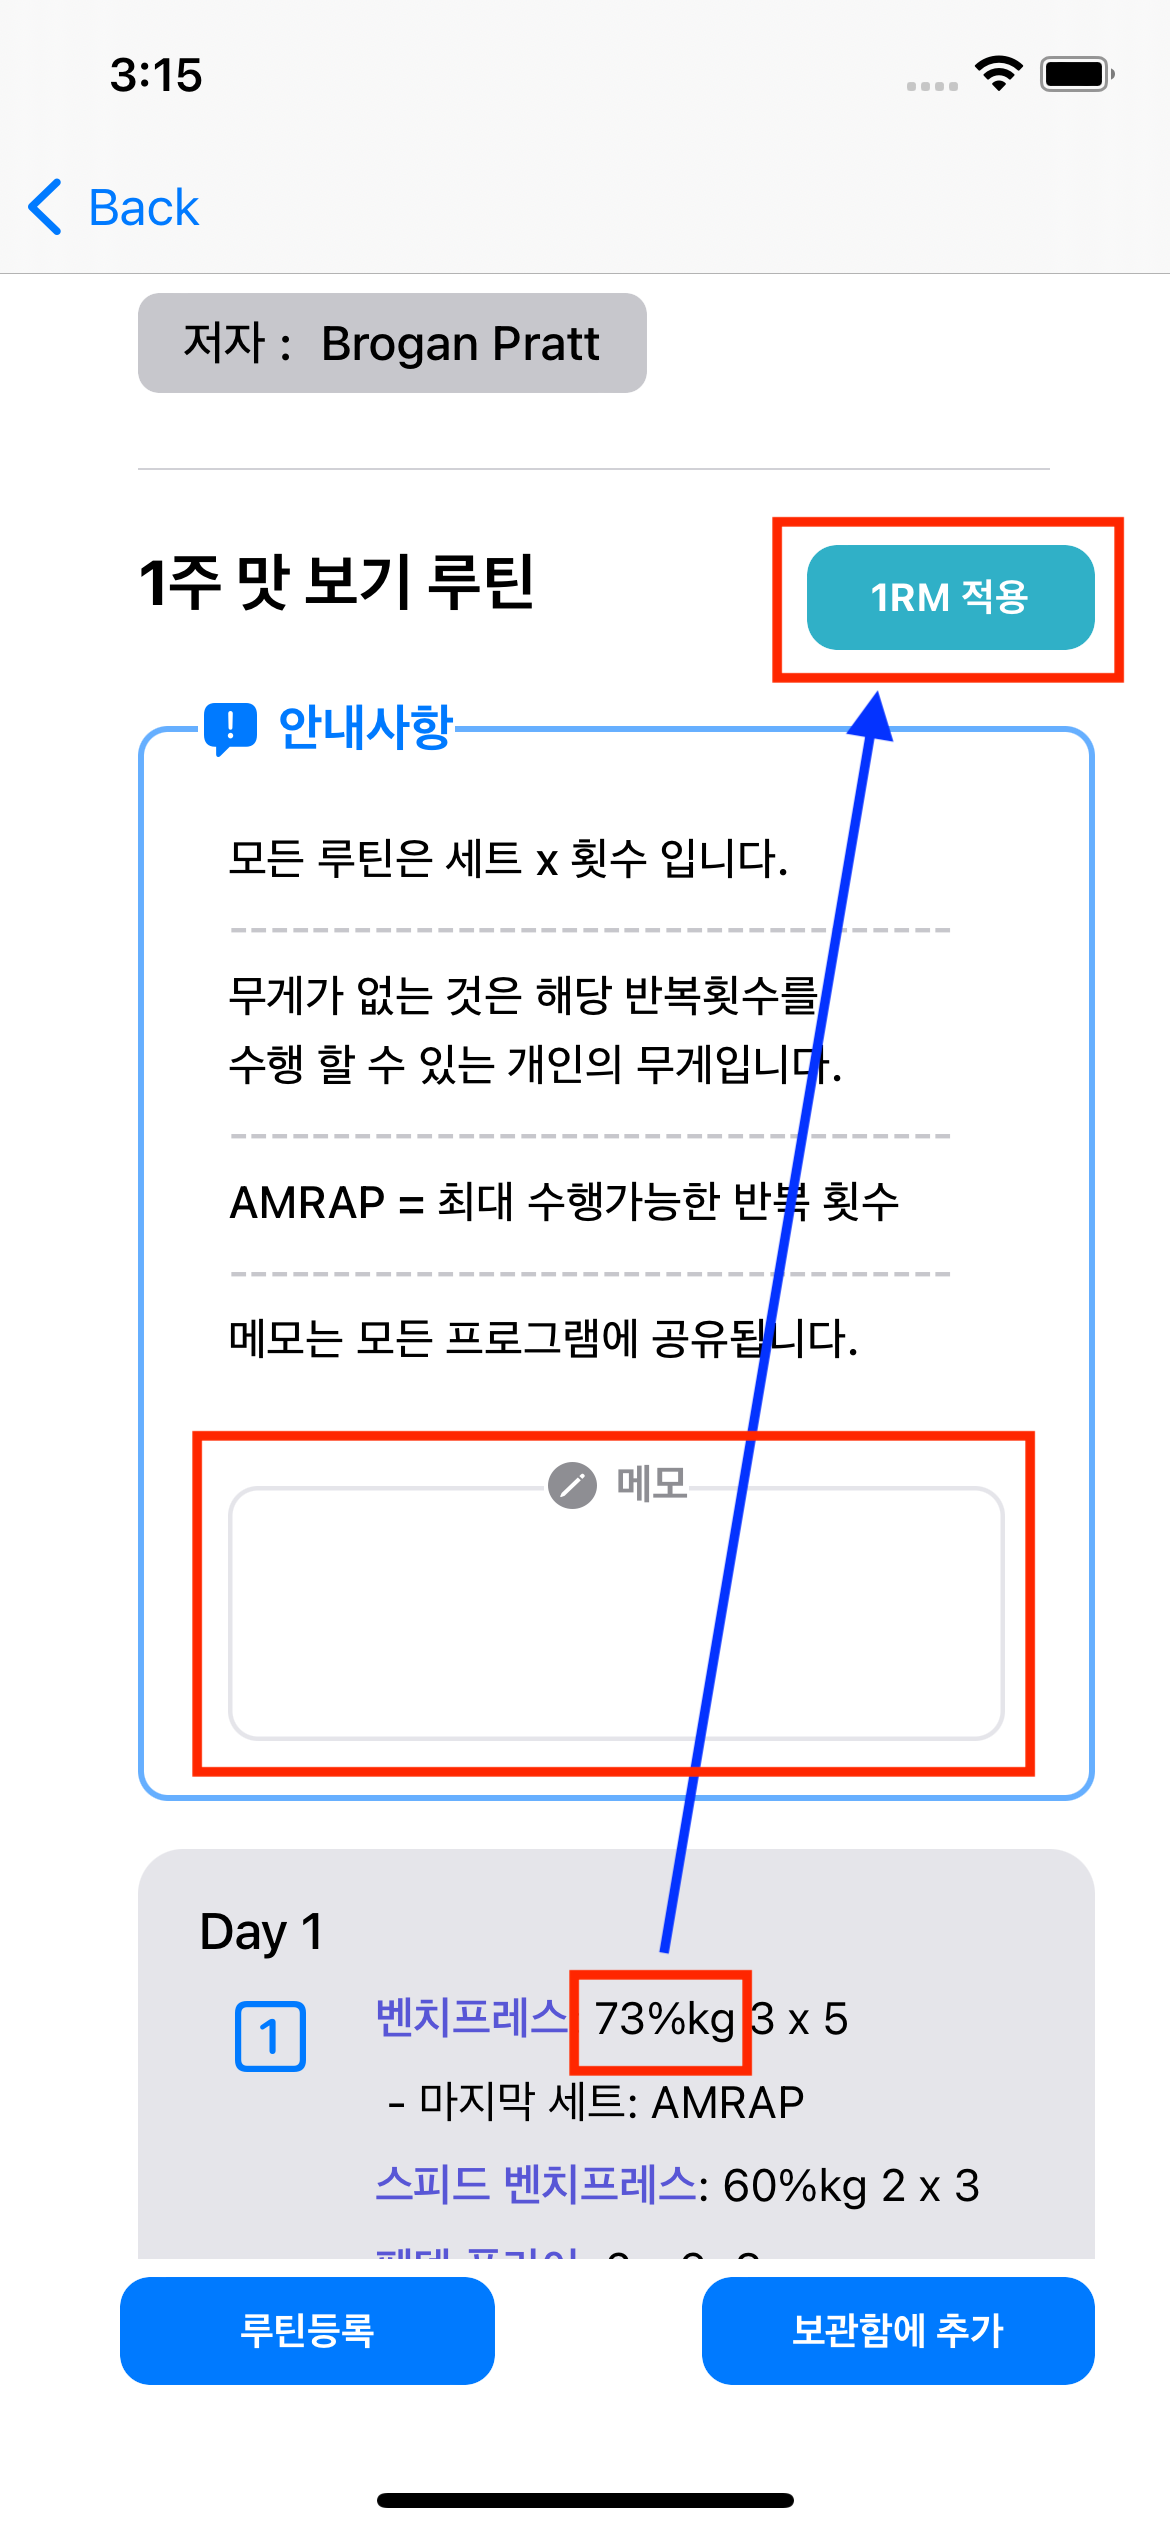 3:15
Back
저자 : Brogan Pratt
1주 맛 보기 루틴
1RM 적용
안내사항
모든 루틴은 세트 x 횟수 입니다.
무게가 없는 것은 해당 반복횟수를
수행 할 수 있는 개인의 무게입니다.
AMRAP = 최대 수행가능한 반복 횟수
메모는 모든 프로그램에 공유됩니다.
메모
Day 1
1
벤치프레스 73%kg 3 x 5
- 마지막 세트: AMRAP
스피드 벤치프레스: 60%kg 2 x 3
루틴등록
보관함에 추가